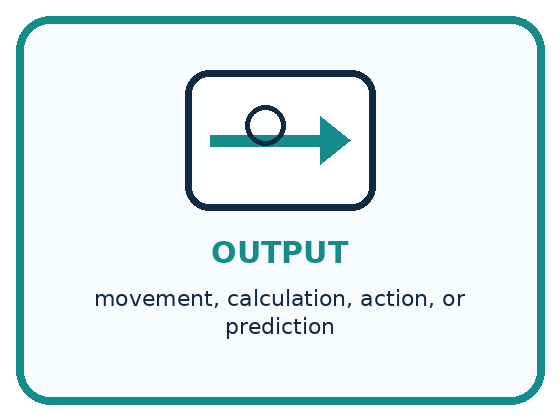 OUTPUT
movement, calculation, action, or
prediction